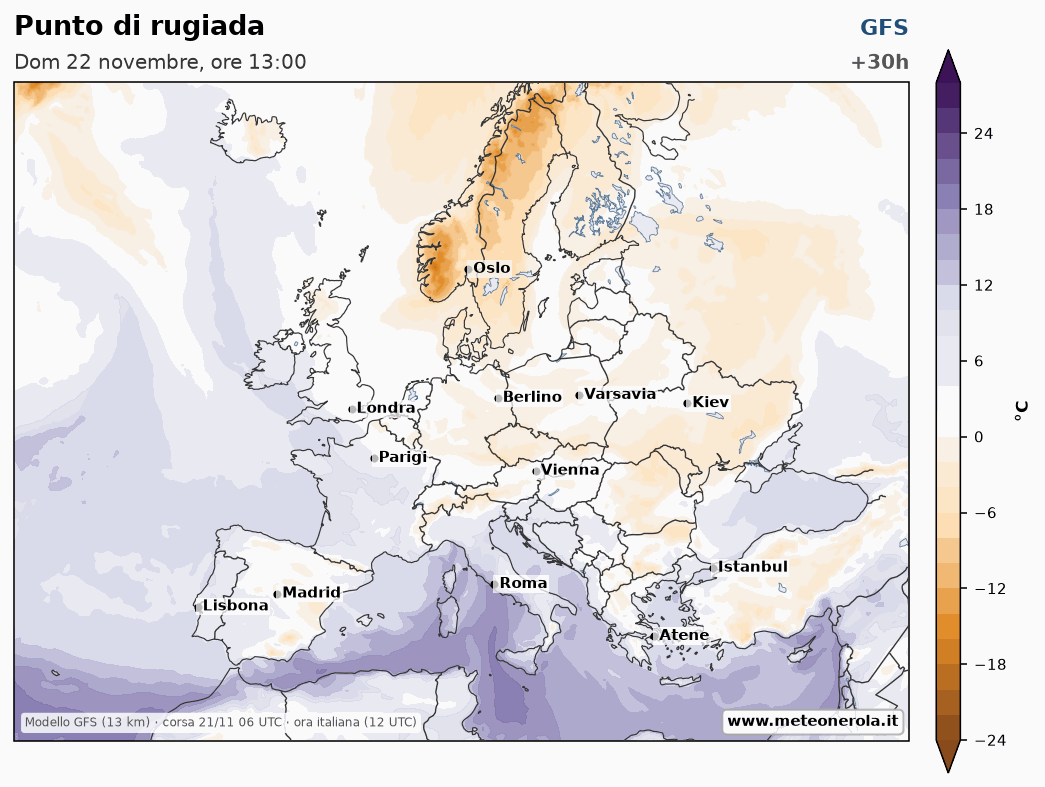 Punto di rugiada
GFS
Dom 22 novembre, ore 13:00
+30h
24
18
12
6
0
−6
−12
−18
−24
°C
Oslo
Londra
Berlino
Varsavia
Kiev
Parigi
Vienna
Istanbul
Roma
Madrid
Lisbona
Atene
Modello GFS (13 km) · corsa 21/11 06 UTC · ora italiana (12 UTC)
www.meteonerola.it